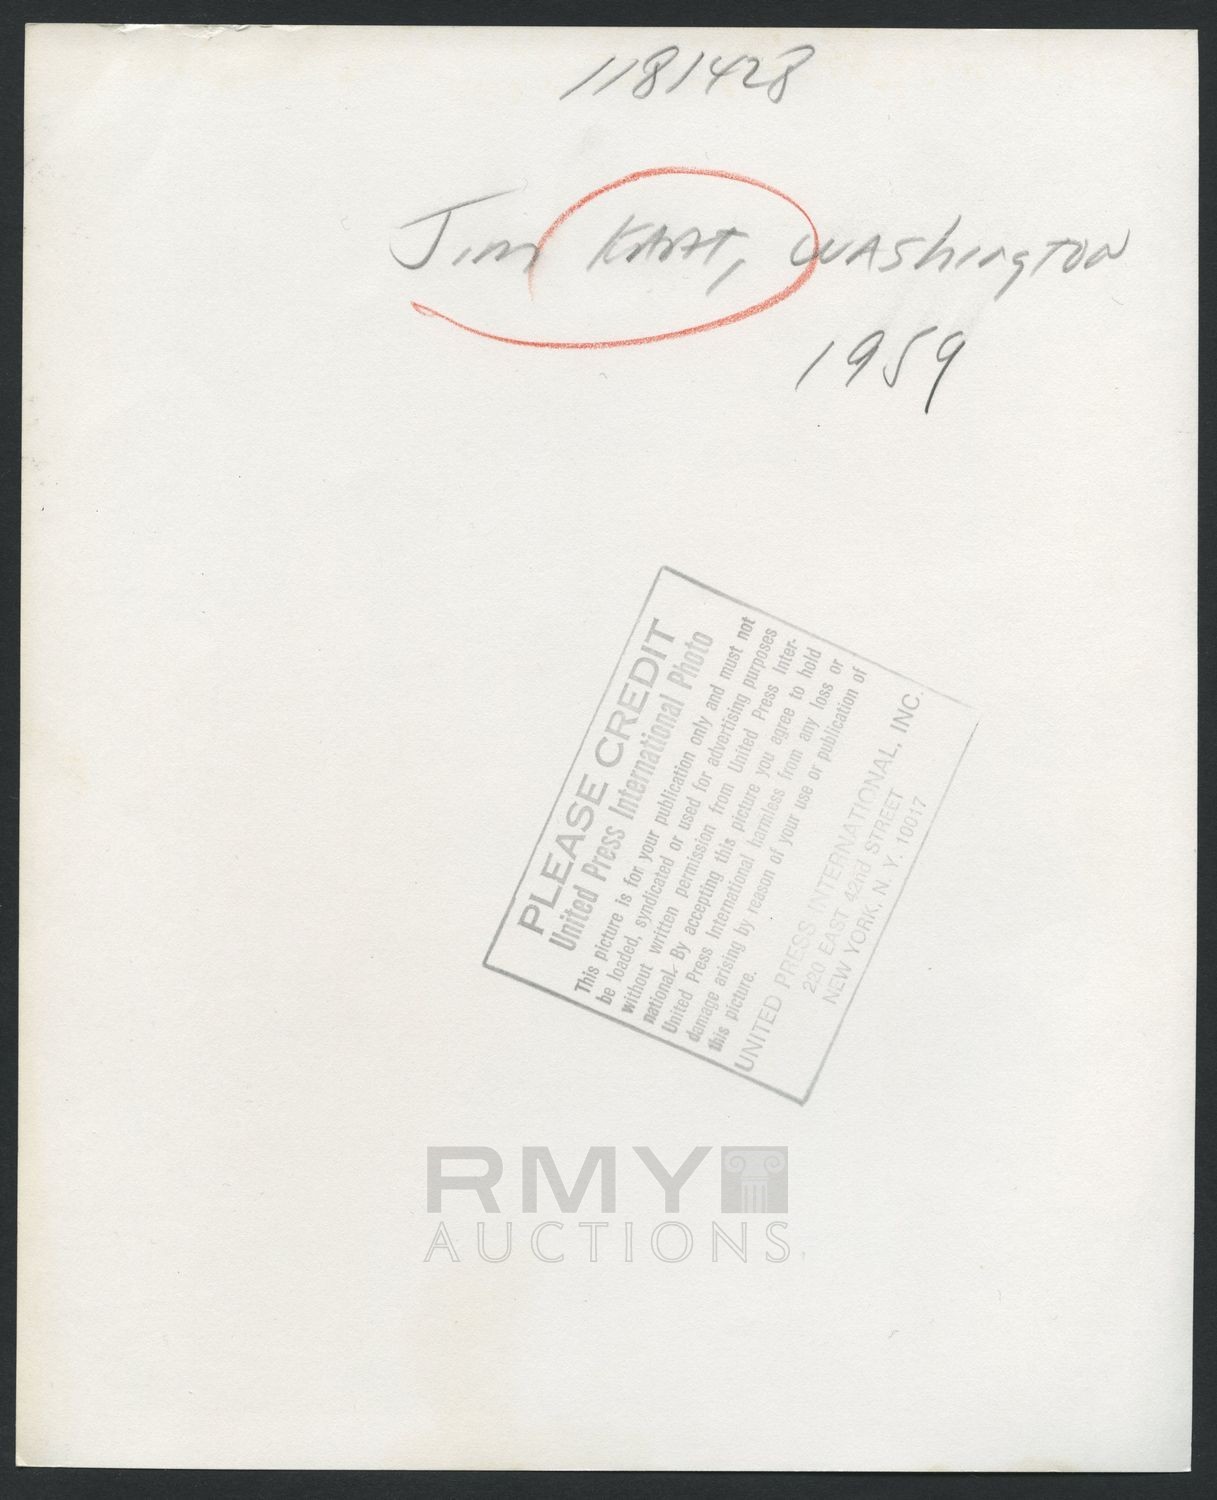 1181428
Jim KAAT, WASHINGTON
1959
PLEASE CREDIT
United Press International Photo
This picture is for your publication only and must not
be loaded, syndicated or used for advertising purposes
without written permission from United Press Inter-
national. By accepting this picture you agree to hold
United Press International harmless from any loss or
damage arising by reason of your use or publication of
this picture.
UNITED PRESS INTERNATIONAL, INC.
220 EAST 42nd STREET
NEW YORK, N. Y. 10017
RMY
AUCTIONS